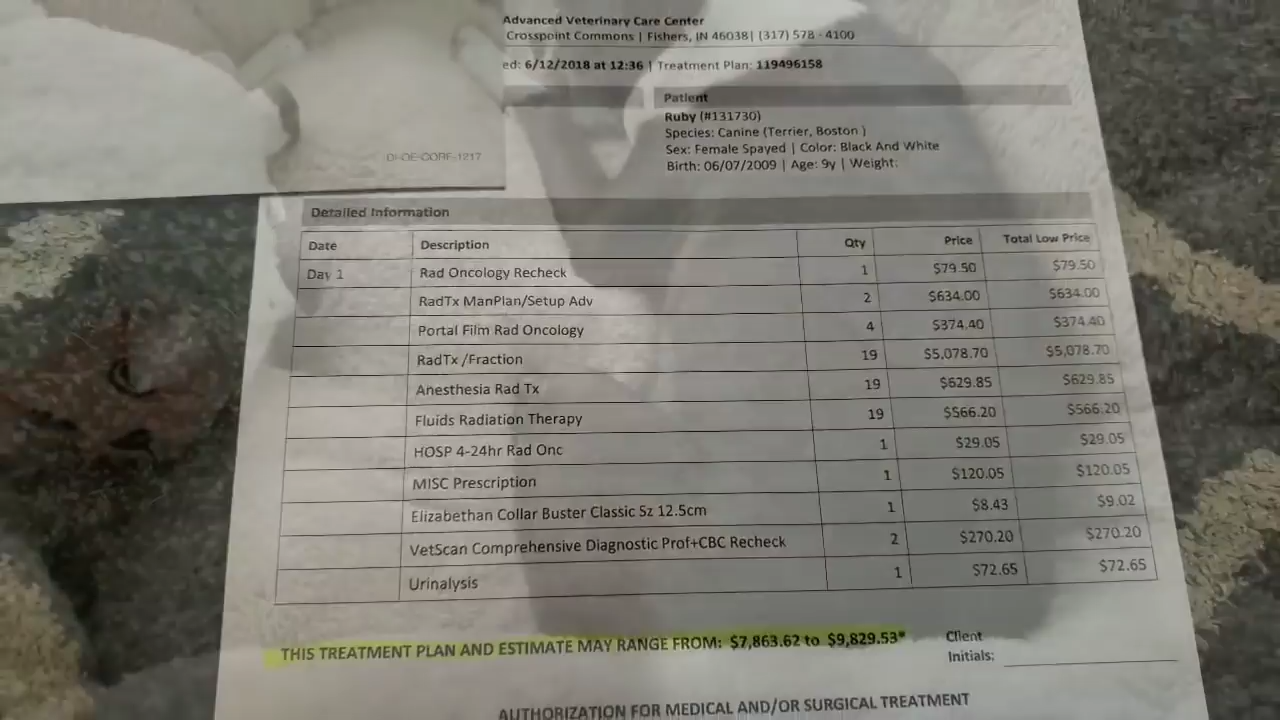 Advanced Veterinary Care Center
Crosspoint Commons | Fishers, IN 46038| (317) 578 - 4100
ed: 6/12/2018 at 12:36 | Treatment Plan: 119496158
Patient
Ruby (#131730)
Species: Canine (Terrier, Boston )
Sex: Female Spayed | Color: Black And White
Birth: 06/07/2009 | Age: 9y | Weight:
DI-OE-CORF-1217
Detailed Information
Date Description Qty Price Total Low Price
Day 1 Rad Oncology Recheck 1 $79.50 $79.50
RadTx ManPlan/Setup Adv 2 $634.00 $634.00
Portal Film Rad Oncology 4 $374.40 $374.40
RadTx /Fraction 19 $5,078.70 $5,078.70
Anesthesia Rad Tx 19 $629.85 $629.85
Fluids Radiation Therapy 19 $566.20 $566.20
HOSP 4-24hr Rad Onc 1 $29.05 $29.05
MISC Prescription 1 $120.05 $120.05
Elizabethan Collar Buster Classic Sz 12.5cm 1 $8.43 $9.02
VetScan Comprehensive Diagnostic Prof+CBC Recheck 2 $270.20 $270.20
Urinalysis 1 $72.65 $72.65
THIS TREATMENT PLAN AND ESTIMATE MAY RANGE FROM: $7,863.62 to $9,829.53*
Client
Initials:
AUTHORIZATION FOR MEDICAL AND/OR SURGICAL TREATMENT